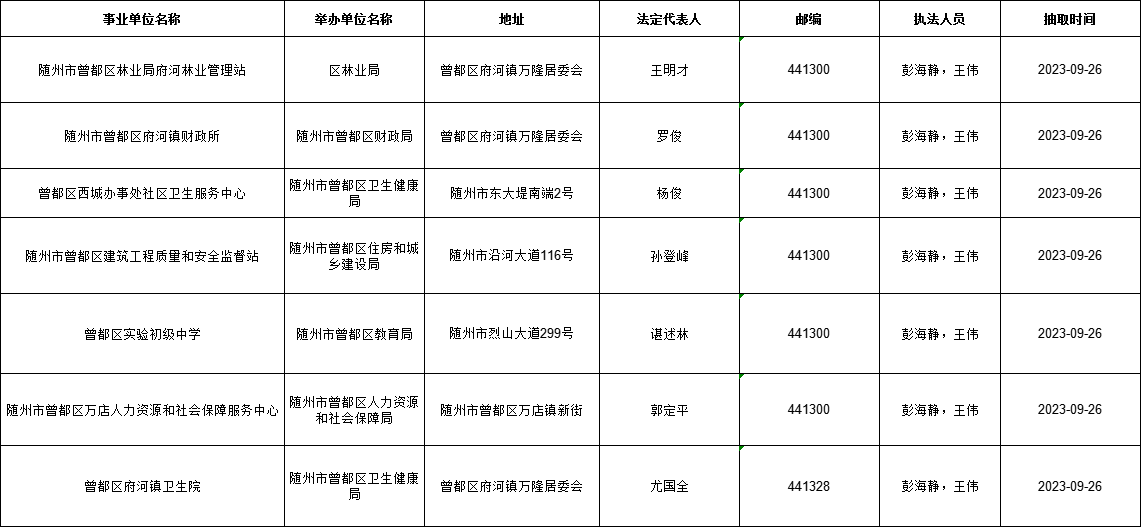 事业单位名称 举办单位名称 地址 法定代表人 邮编 执法人员 抽取时间
随州市曾都区林业局府河林业管理站 区林业局 曾都区府河镇万隆居委会 王明才 441300 彭海静，王伟 2023-09-26
随州市曾都区府河镇财政所 随州市曾都区财政局 曾都区府河镇万隆居委会 罗俊 441300 彭海静，王伟 2023-09-26
曾都区西城办事处社区卫生服务中心 随州市曾都区卫生健康
局 随州市东大堤南端2号 杨俊 441300 彭海静，王伟 2023-09-26
随州市曾都区建筑工程质量和安全监督站 随州市曾都区住房和城
乡建设局 随州市沿河大道116号 孙登峰 441300 彭海静，王伟 2023-09-26
曾都区实验初级中学 随州市曾都区教育局 随州市烈山大道299号 谌述林 441300 彭海静，王伟 2023-09-26
随州市曾都区万店人力资源和社会保障服务中心 随州市曾都区人力资源
和社会保障局 随州市曾都区万店镇新街 郭定平 441300 彭海静，王伟 2023-09-26
曾都区府河镇卫生院 随州市曾都区卫生健康
局 曾都区府河镇万隆居委会 尤国全 441328 彭海静，王伟 2023-09-26